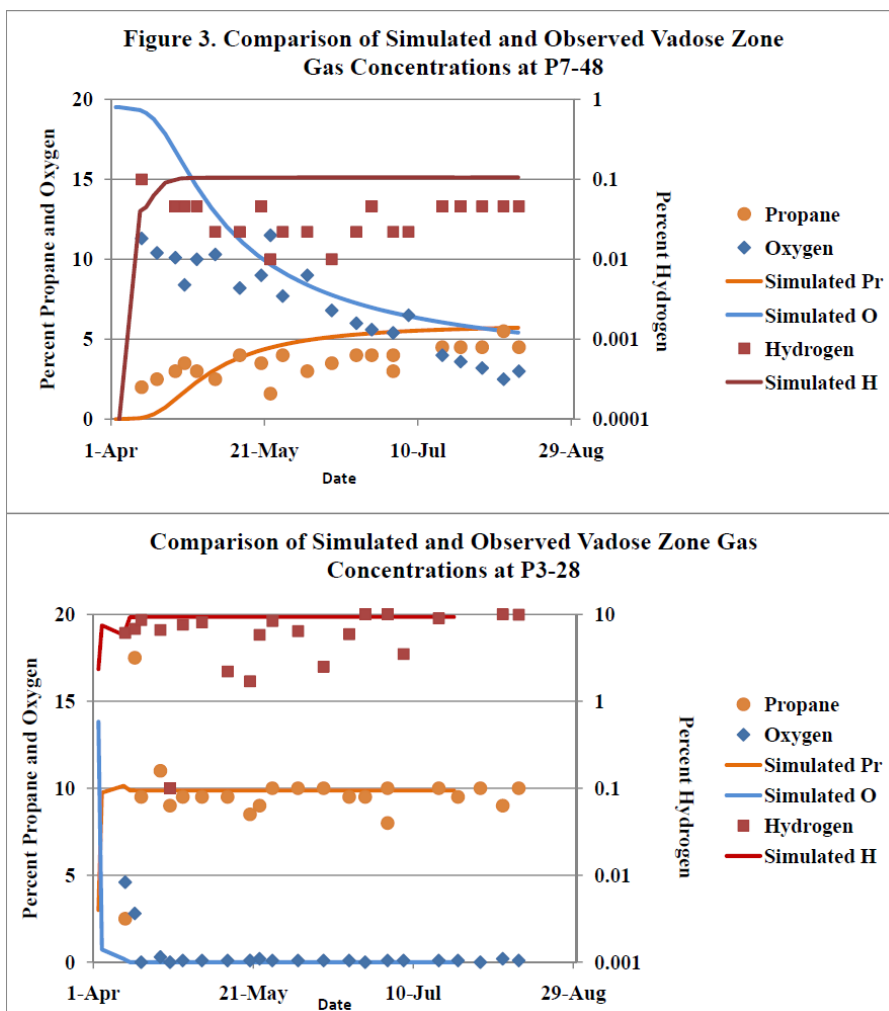 Figure 3. Comparison of Simulated and Observed Vadose Zone
Gas Concentrations at P7-48
Percent Propane and Oxygen
20
15
10
5
0
1
0.1
0.01
0.001
0.0001
Percent Hydrogen
1-Apr
21-May
10-Jul
29-Aug
Date
Propane
Oxygen
Simulated Pr
Simulated O
Hydrogen
Simulated H
Comparison of Simulated and Observed Vadose Zone Gas
Concentrations at P3-28
Percent Propane and Oxygen
20
15
10
5
0
10
1
0.1
0.01
0.001
Percent Hydrogen
1-Apr
21-May
10-Jul
29-Aug
Date
Propane
Oxygen
Simulated Pr
Simulated O
Hydrogen
Simulated H